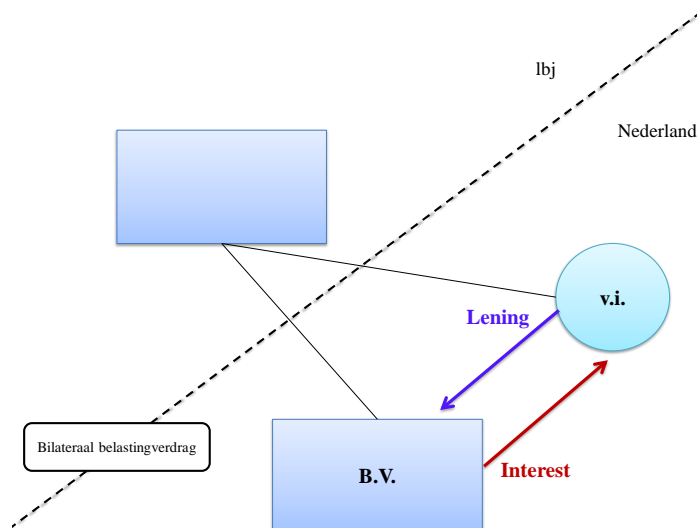 lbj
Nederland
v.i.
Lening
Bilateraal belastingverdrag
B.V.
Interest